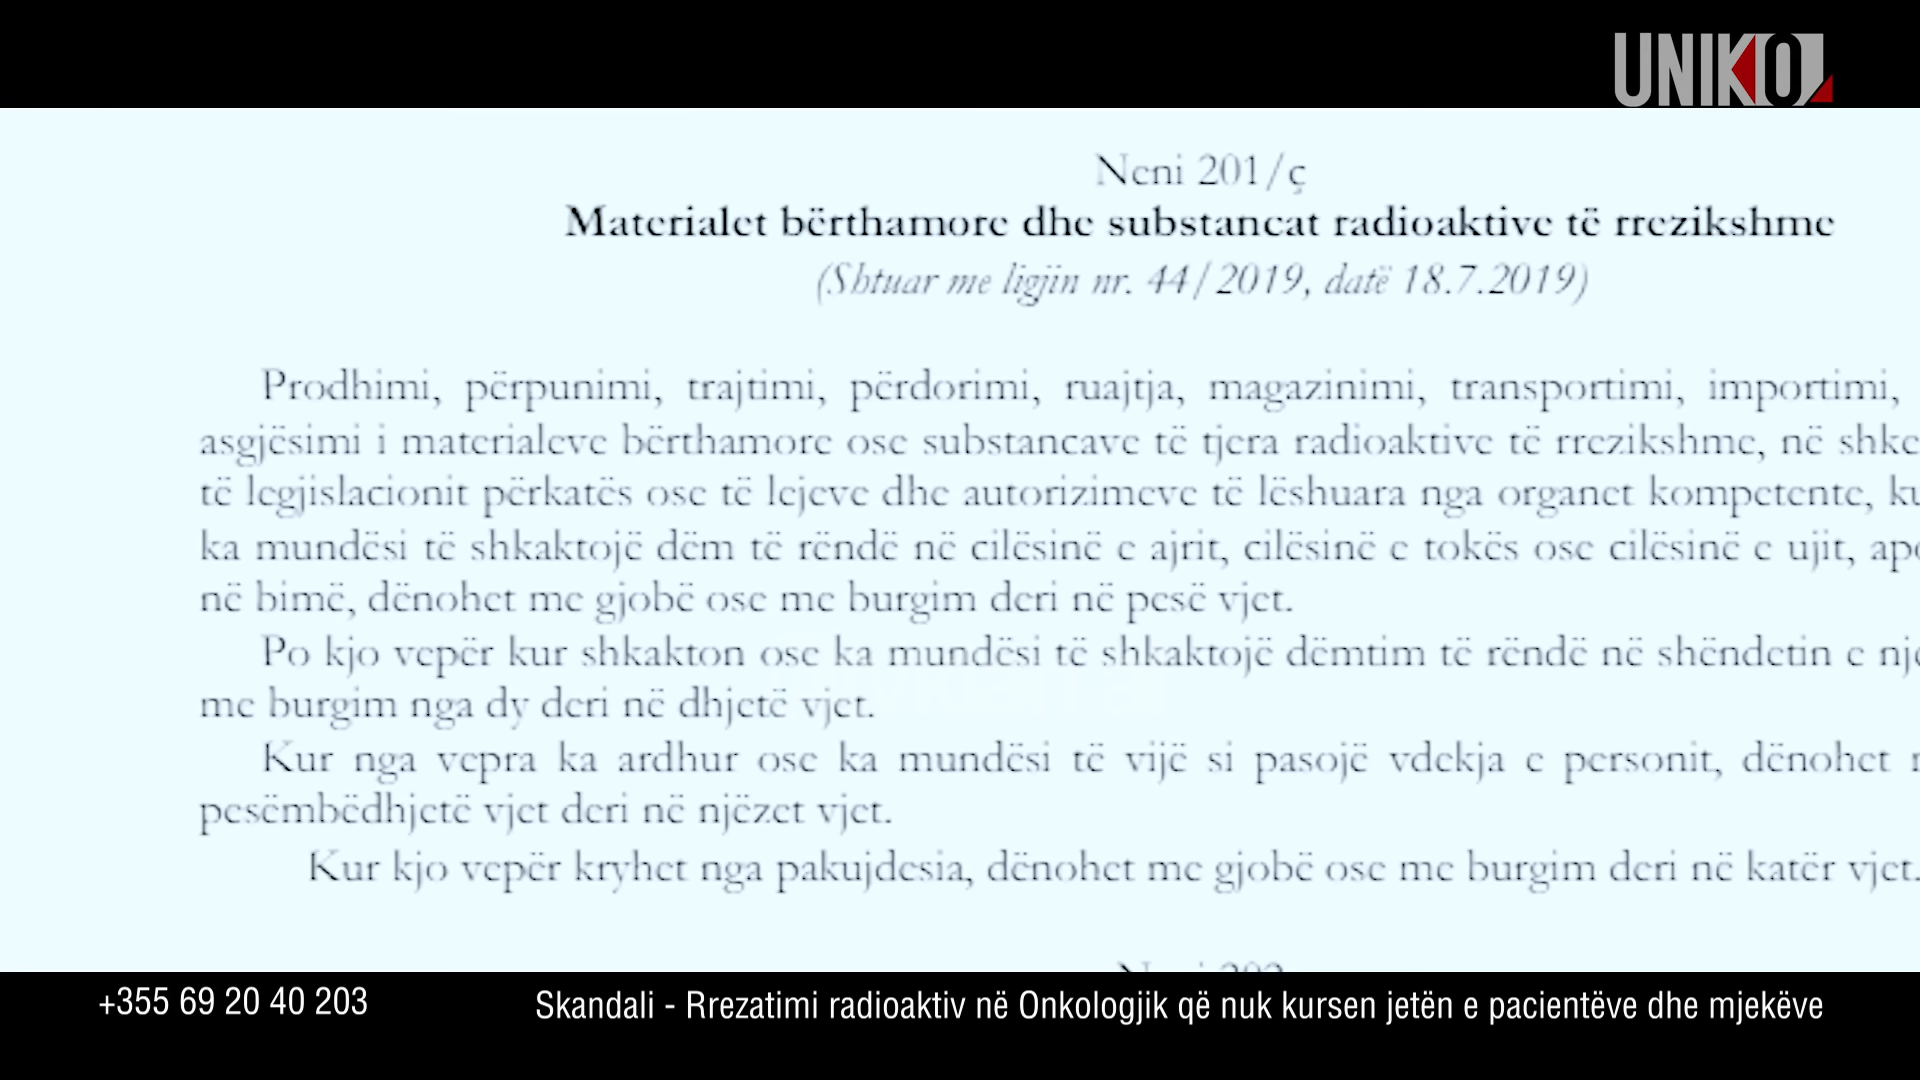 UNIKO
Neni 201/ç
Materialet bërthamore dhe substancat radioaktive të rrezikshme
(Shtuar me ligjin nr. 44/2019, datë 18.7.2019)
Prodhimi, përpunimi, trajtimi, përdorimi, ruajtja, magazinimi, transportimi, importimi,
asgjësimi i materialeve bërthamore ose substancave të tjera radioaktive të rrezikshme, në
të legjislacionit përkatës ose të lejeve dhe autorizimeve të lëshuara nga organet kompetente,
ka mundësi të shkaktojë dëm të rëndë në cilësinë e ajrit, cilësinë e tokës ose cilësinë e ujit,
në bimë, dënohet me gjobë ose me burgim deri në pesë vjet.
Po kjo vepër kur shkakton ose ka mundësi të shkaktojë dëmtim të rëndë në shëndetin e
me burgim nga dy deri në dhjetë vjet.
Kur nga vepra ka ardhur ose ka mundësi të vijë si pasojë vdekja e personit, dënohet
pesëmbëdhjetë vjet deri në njëzet vjet.
Kur kjo vepër kryhet nga pakujdesia, dënohet me gjobë ose me burgim deri në katër vjet.
+355 69 20 40 203
Skandali - Rrezatimi radioaktiv në Onkologjik që nuk kursen jetën e pacientëve dhe mjekëve